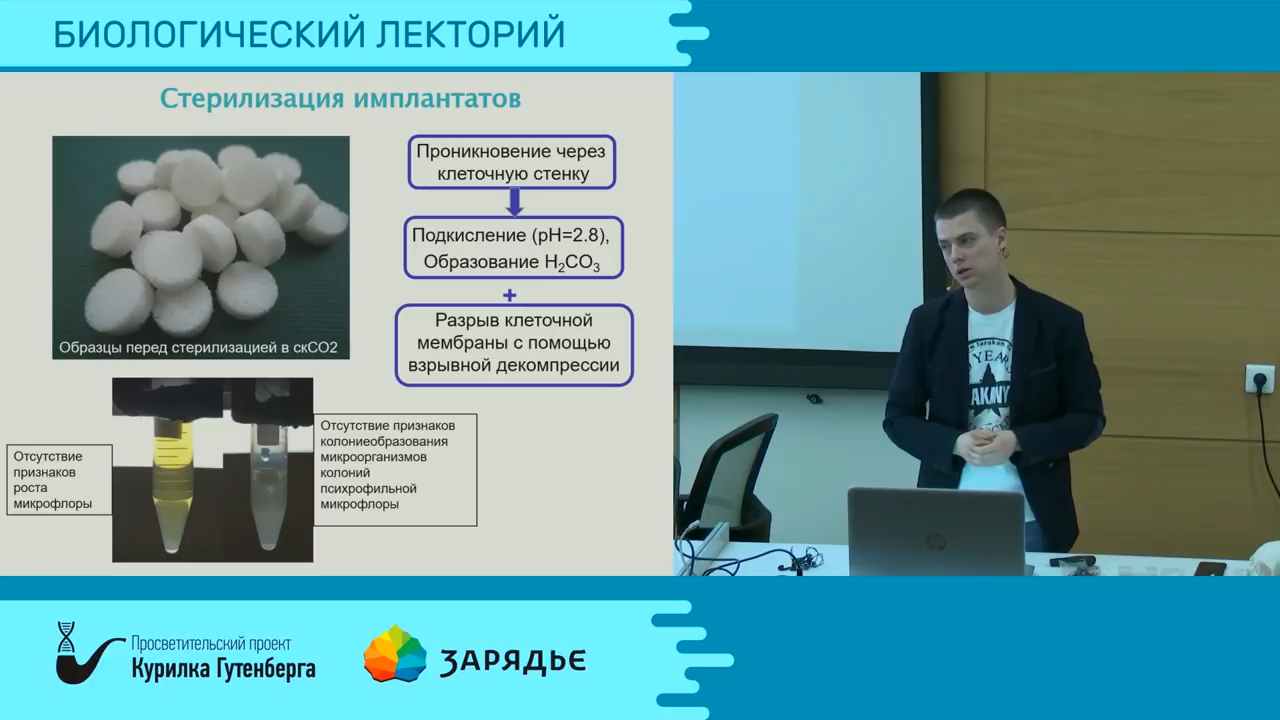 БИОЛОГИЧЕСКИЙ ЛЕКТОРИЙ
Стерилизация имплантатов
Образцы перед стерилизацией в скCO2
Проникновение через
клеточную стенку
Подкисление (pH=2.8),
Образование H₂CO₃
+
Разрыв клеточной
мембраны с помощью
взрывной декомпрессии
Отсутствие
признаков
роста
микрофлоры
Отсутствие признаков
колониеобразования
микроорганизмов
колоний
психрофильной
микрофлоры
YEAR
hp
Просветительский проект
Курилка Гутенберга
ЗАРЯДЬЕ